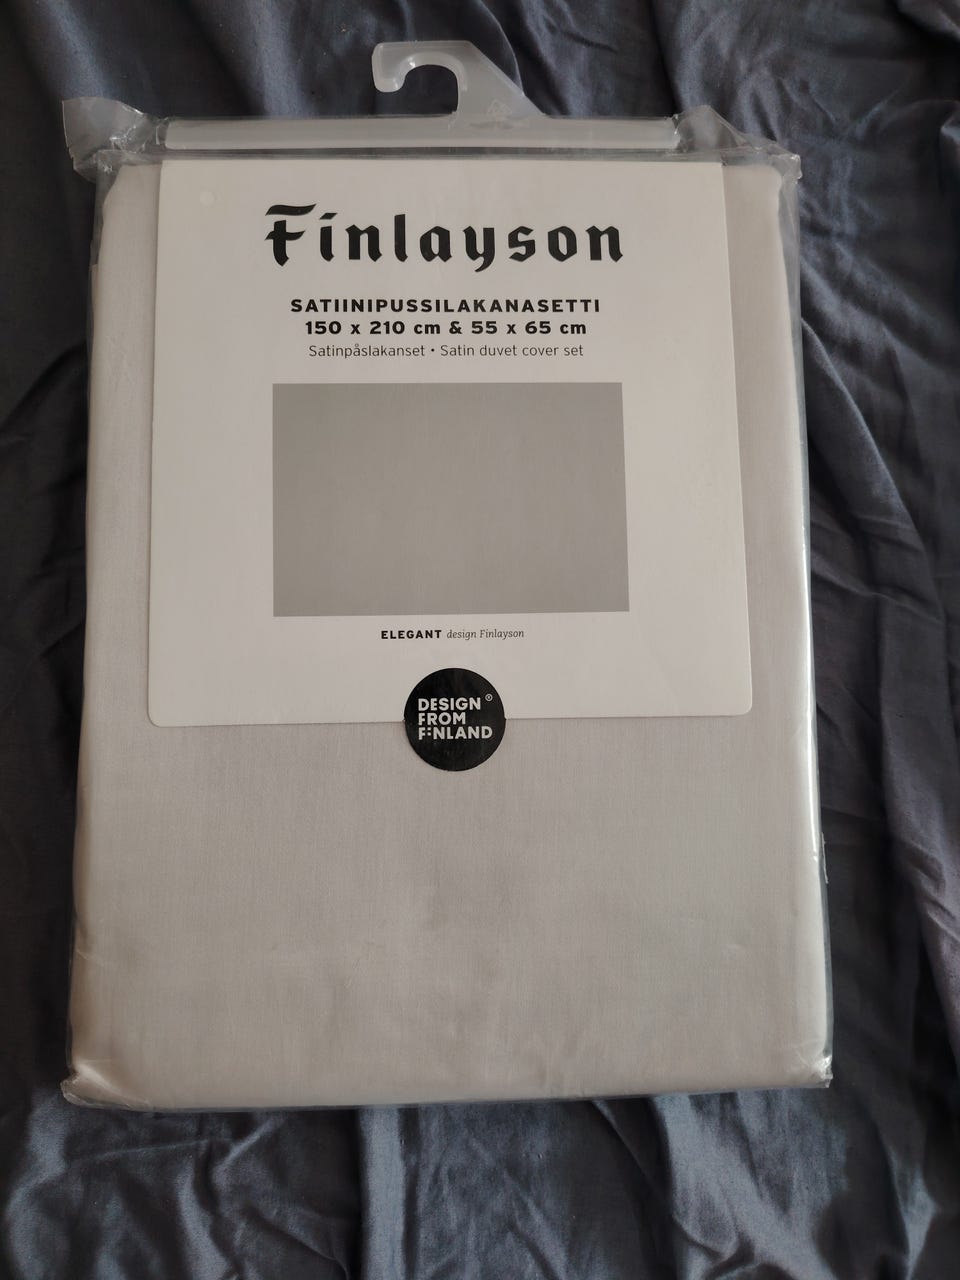 Finlayson
SATIINIPUSSILAKANASETTI
150 x 210 cm & 55 x 65 cm
Satinpåslakanset • Satin duvet cover set
ELEGANT design Finlayson
DESIGN ®
FROM
FINLAND